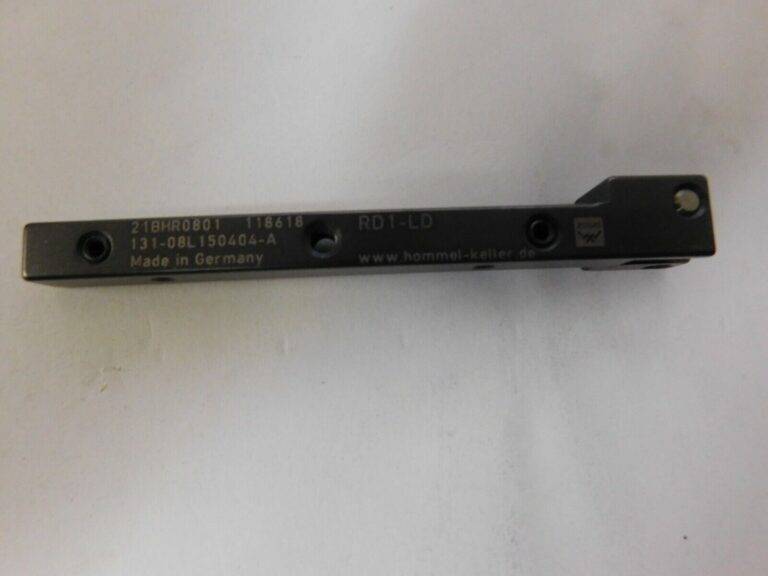 21BHR0801 118618
131-08L150404-A
Made in Germany
RD1-LD
www.hommel-keller.de